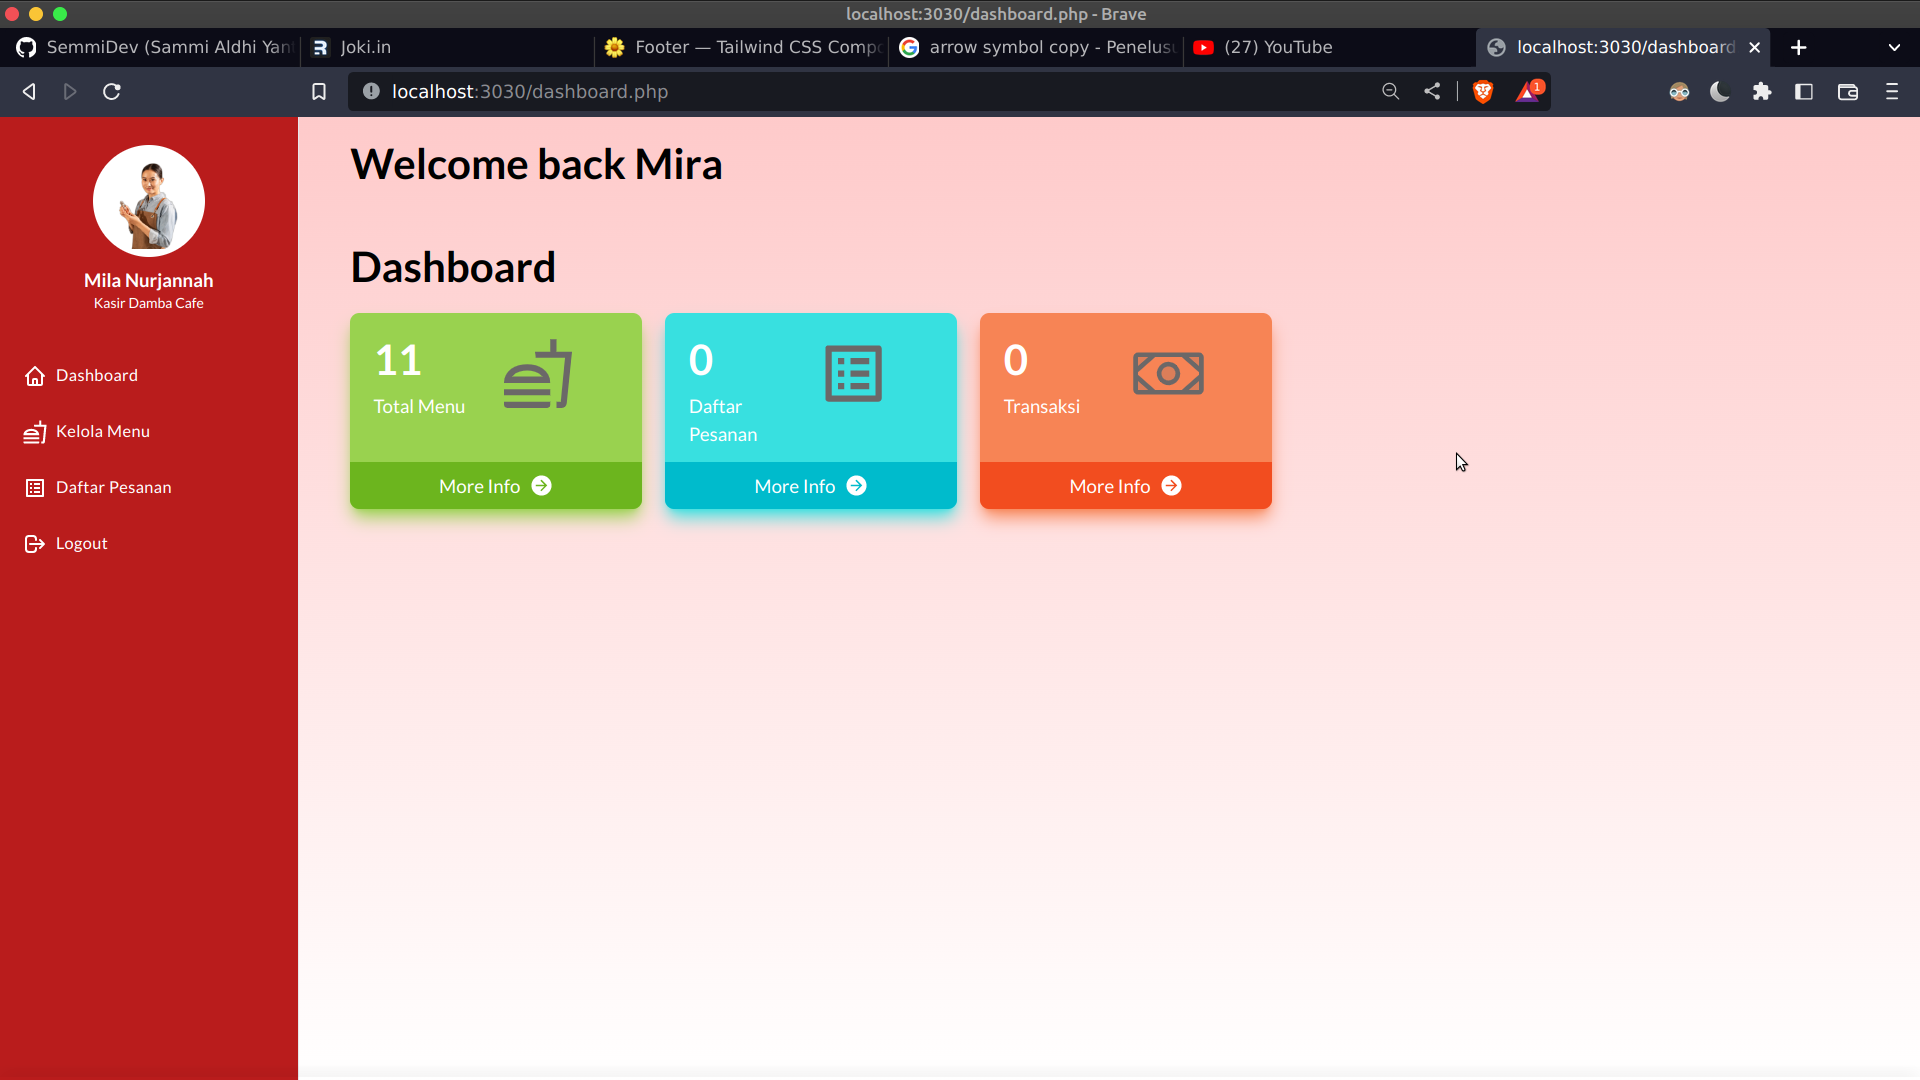 localhost:3030/dashboard.php - Brave
SemmiDev (Sammi Aldhi Yan
Joki.in
Footer — Tailwind CSS Comp
arrow symbol copy - Penelus
(27) YouTube
localhost:3030/dashboard
localhost:3030/dashboard.php
1
Mila Nurjannah
Kasir Damba Cafe
Dashboard
Kelola Menu
Daftar Pesanan
Logout
Welcome back Mira
Dashboard
11
Total Menu
More Info
0
Daftar
Pesanan
More Info
0
Transaksi
More Info